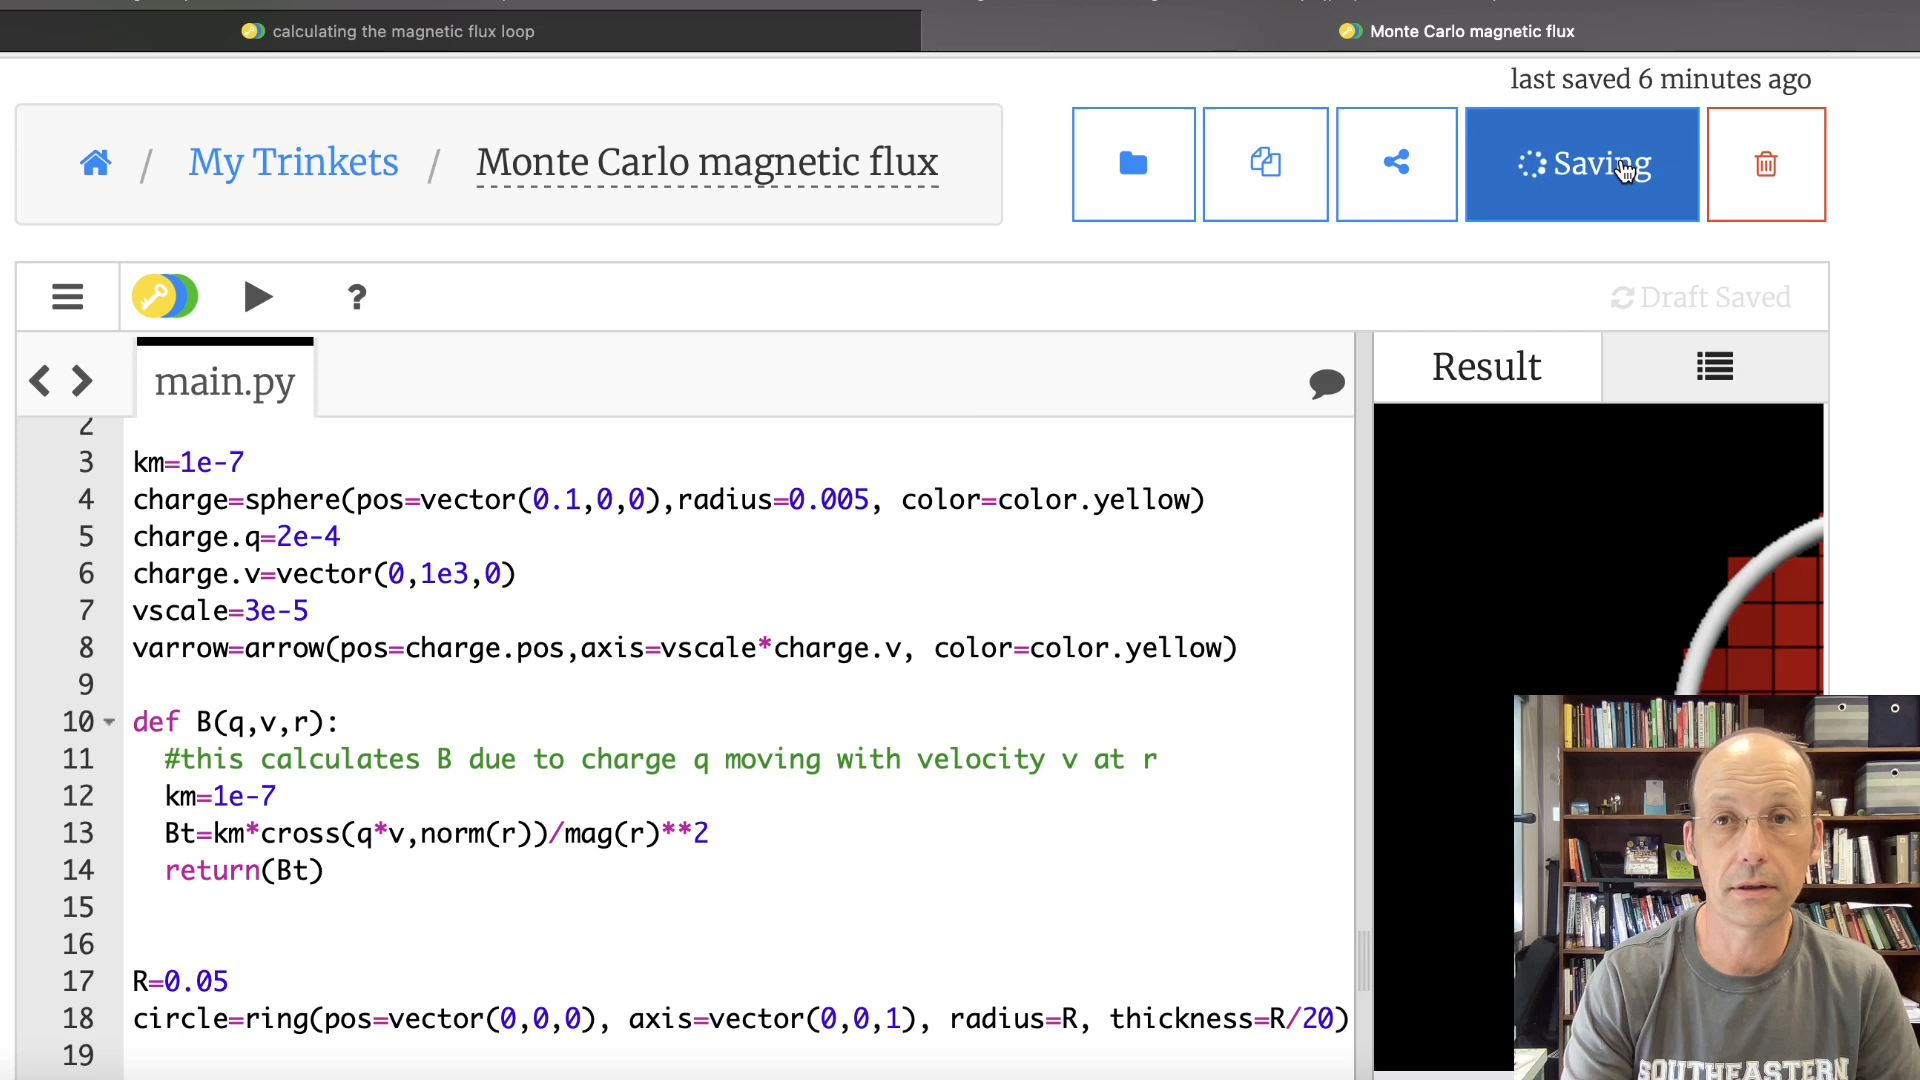 calculating the magnetic flux loop
Monte Carlo magnetic flux
last saved 6 minutes ago
/ My Trinkets / Monte Carlo magnetic flux
Saving
?
Draft Saved
main.py
Result
2
3 km=1e-7
4 charge=sphere(pos=vector(0.1,0,0),radius=0.005, color=color.yellow)
5 charge.q=2e-4
6 charge.v=vector(0,1e3,0)
7 vscale=3e-5
8 varrow=arrow(pos=charge.pos,axis=vscale*charge.v, color=color.yellow)
9
10 def B(q,v,r):
11 #this calculates B due to charge q moving with velocity v at r
12 km=1e-7
13 Bt=km*cross(q*v,norm(r))/mag(r)**2
14 return(Bt)
15
16
17 R=0.05
18 circle=ring(pos=vector(0,0,0), axis=vector(0,0,1), radius=R, thickness=R/20)
19
SOUTHEASTERN